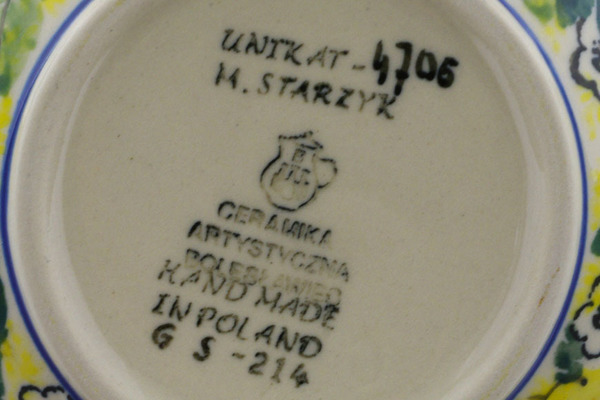 UNIKAT-4706
M. STARZYK
CERAMIKA
ARTYSTYCZNA
BOLESŁAWIEC
HAND MADE
IN POLAND
G S -214